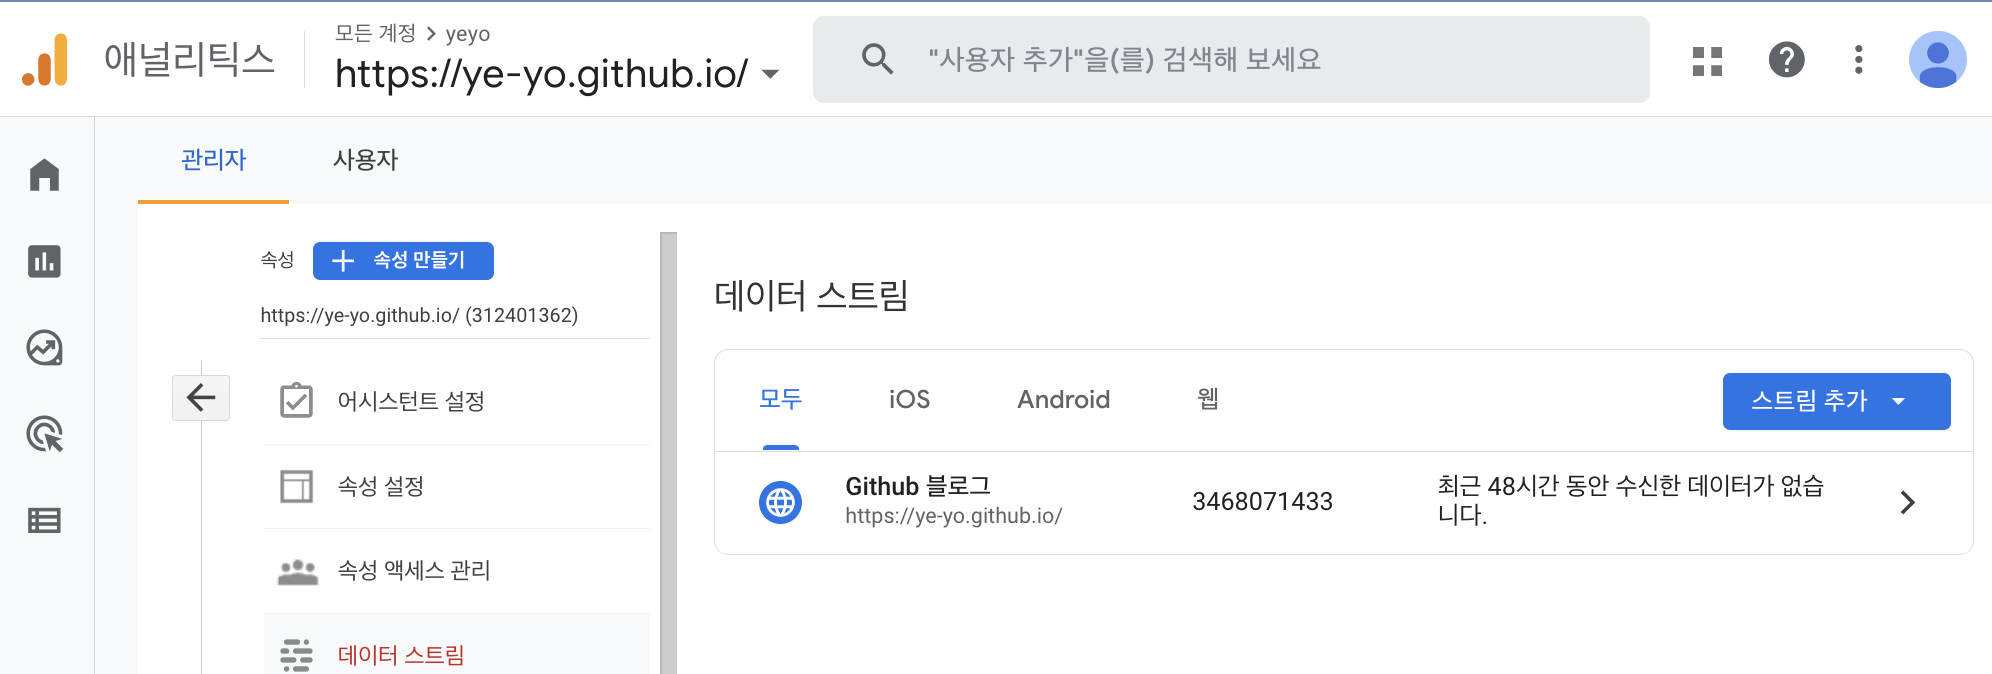 애널리틱스
모든 계정 > yeyo
https://ye-yo.github.io/
"사용자 추가"을(를) 검색해 보세요
관리자
사용자
속성
속성 만들기
https://ye-yo.github.io/ (312401362)
어시스턴트 설정
속성 설정
속성 액세스 관리
데이터 스트림
데이터 스트림
모두
iOS
Android
웹
스트림 추가
Github 블로그
https://ye-yo.github.io/
3468071433
최근 48시간 동안 수신한 데이터가 없습
니다.